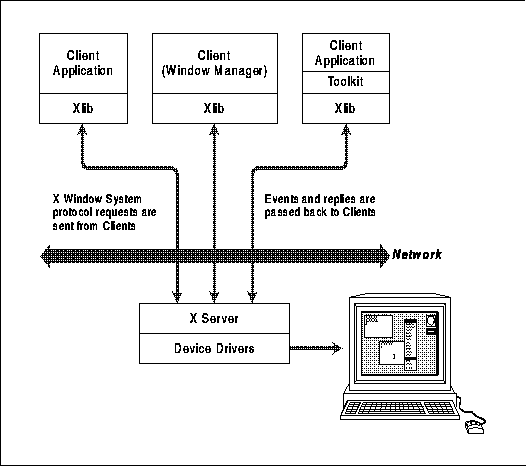 Client
Application
Xlib
Client
(Window Manager)
Xlib
Client
Application
Toolkit
Xlib
X Window System
protocol requests are
sent from Clients
Events and replies are
passed back to Clients
Network
X Server
Device Drivers